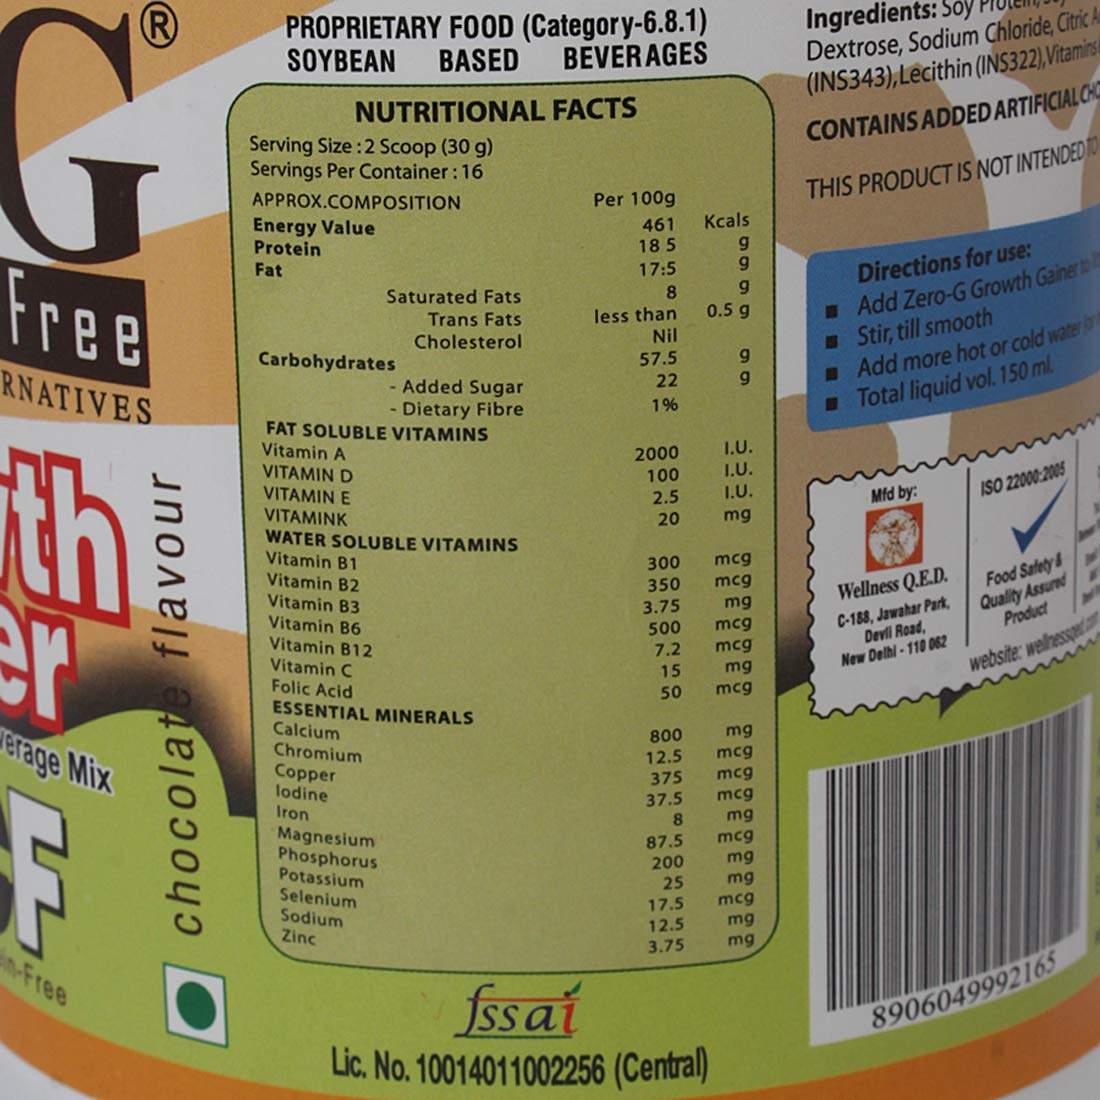 G®
Free
RNATIVES
chocolate flavour
Mix
F
PROPRIETARY FOOD (Category-6.8.1)
SOYBEAN BASED BEVERAGES
NUTRITIONAL FACTS
Serving Size : 2 Scoop (30 g)
Servings Per Container : 16
APPROX.COMPOSITION Per 100g
Energy Value 461 Kcals
Protein 18 5 g
Fat 17:5 g
Saturated Fats 8 g
Trans Fats less than 0.5 g
Cholesterol Nil
Carbohydrates 57.5 g
- Added Sugar 22 g
- Dietary Fibre 1%
FAT SOLUBLE VITAMINS
Vitamin A 2000 I.U.
VITAMIN D 100 I.U.
VITAMIN E 2.5 I.U.
VITAMINK 20 mg
WATER SOLUBLE VITAMINS
Vitamin B1 300 mcg
Vitamin B2 350 mcg
Vitamin B3 3.75 mg
Vitamin B6 500 mcg
Vitamin B12 7.2 mcg
Vitamin C 15 mg
Folic Acid 50 mcg
ESSENTIAL MINERALS
Calcium 800 mg
Chromium 12.5 mcg
Copper 375 mcg
Iodine 37.5 mcg
Iron 8 mg
Magnesium 87.5 mcg
Phosphorus 200 mg
Potassium 25 mg
Selenium 17.5 mcg
Sodium 12.5 mg
Zinc 3.75 mg
fssai
Lic. No. 10014011002256 (Central)
Ingredients: Soy Protein,
Dextrose, Sodium Chloride, Citric
(INS343), Lecithin (INS322), Vitamins
CONTAINS ADDED ARTIFICIAL
THIS PRODUCT IS NOT INTENDED TO
Directions for use:
Add Zero-G Growth Gainer to
Stir, till smooth
Add more hot or cold water
Total liquid vol. 150 ml.
Mfd by:
Wellness Q.E.D.
C-188, Jawahar Park,
Devli Road,
New Delhi - 110 062
ISO 22000:2005
Food Safety &
Quality Assured
Product
website: wellnessqed.com
8906049992165